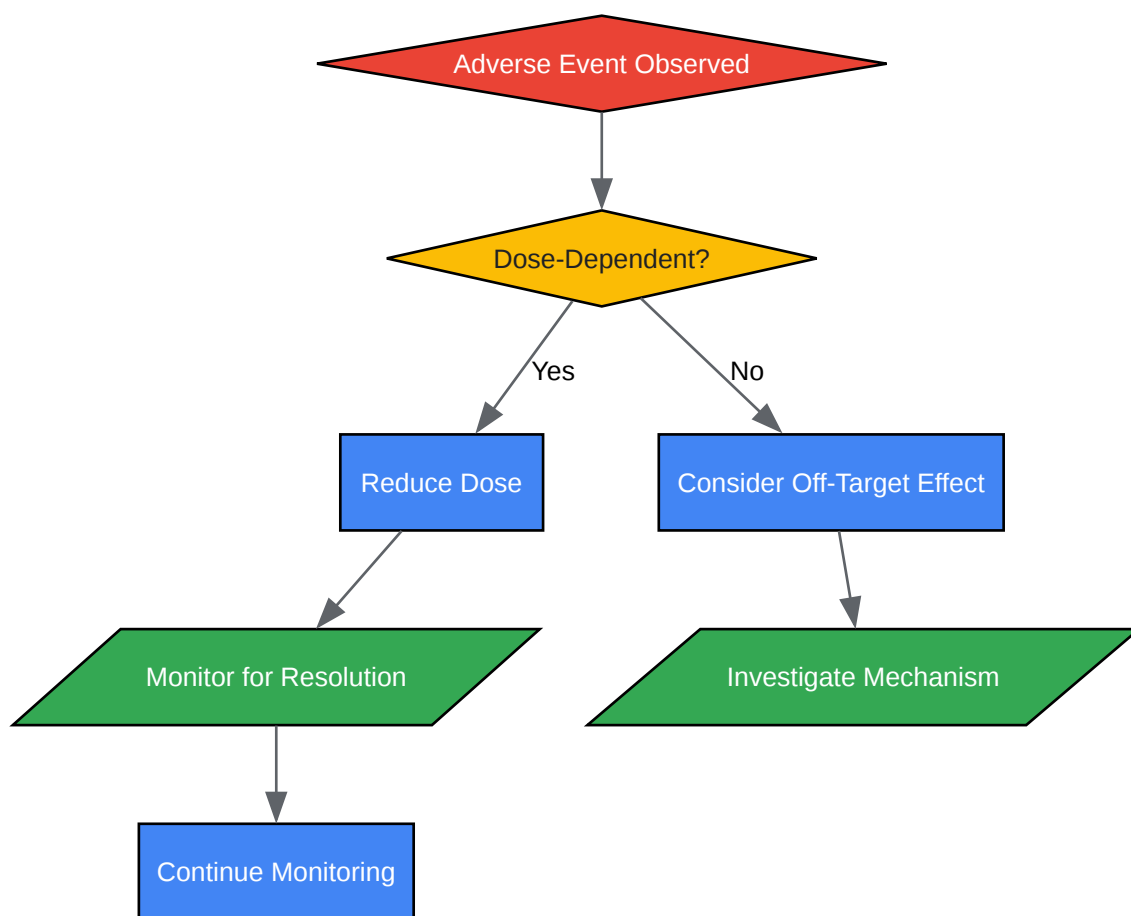 Adverse Event Observed
Dose-Dependent?
Yes
No
Reduce Dose
Consider Off-Target Effect
Monitor for Resolution
Investigate Mechanism
Continue Monitoring